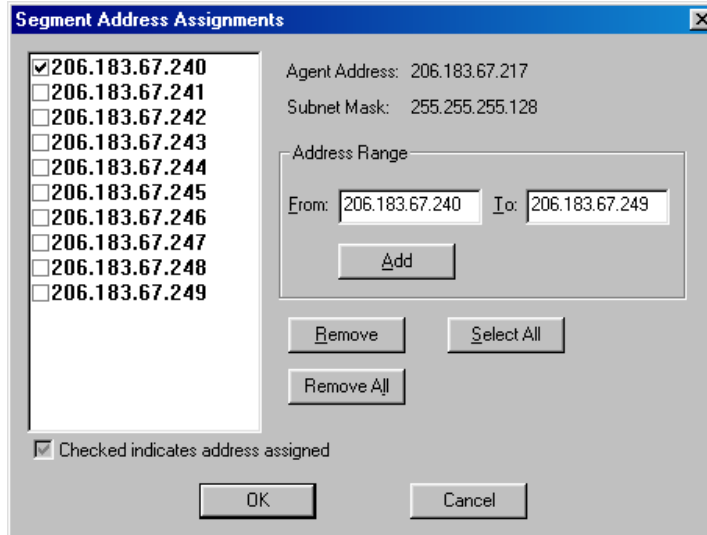 Segment Address Assignments
206.183.67.240
206.183.67.241
206.183.67.242
206.183.67.243
206.183.67.244
206.183.67.245
206.183.67.246
206.183.67.247
206.183.67.248
206.183.67.249
Agent Address: 206.183.67.217
Subnet Mask: 255.255.255.128
Address Range
From: 206.183.67.240 To: 206.183.67.249
Add
Remove Select All
Remove All
Checked indicates address assigned
OK Cancel